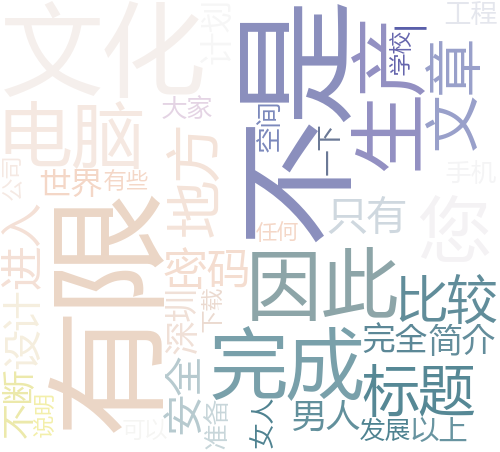 文化
计划
不是
生产
学校
工程
文章
电脑
大家
空间
一下
手机
公司
世界
有些
地方
只有
您
进入
有限
任何
密码
深圳
下载
因此
比较
设计
完成
完全
简介
标题
不断
说明
可以
安全
准备
女人
男人
发展
以上